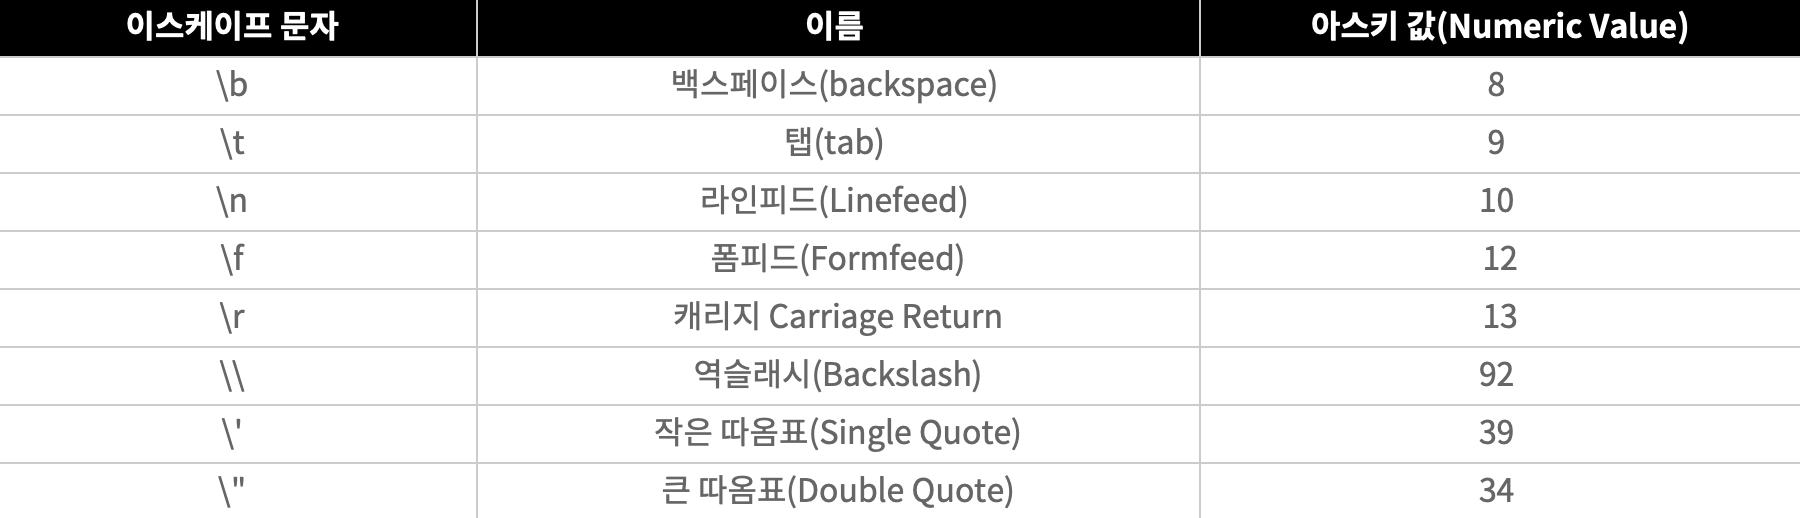 이스케이프 문자 이름 아스키 값(Numeric Value)
\b 백스페이스(backspace) 8
\t 탭(tab) 9
\n 라인피드(Linefeed) 10
\f 폼피드(Formfeed) 12
\r 캐리지 Carriage Return 13
\\ 역슬래시(Backslash) 92
\' 작은 따옴표(Single Quote) 39
\" 큰 따옴표(Double Quote) 34